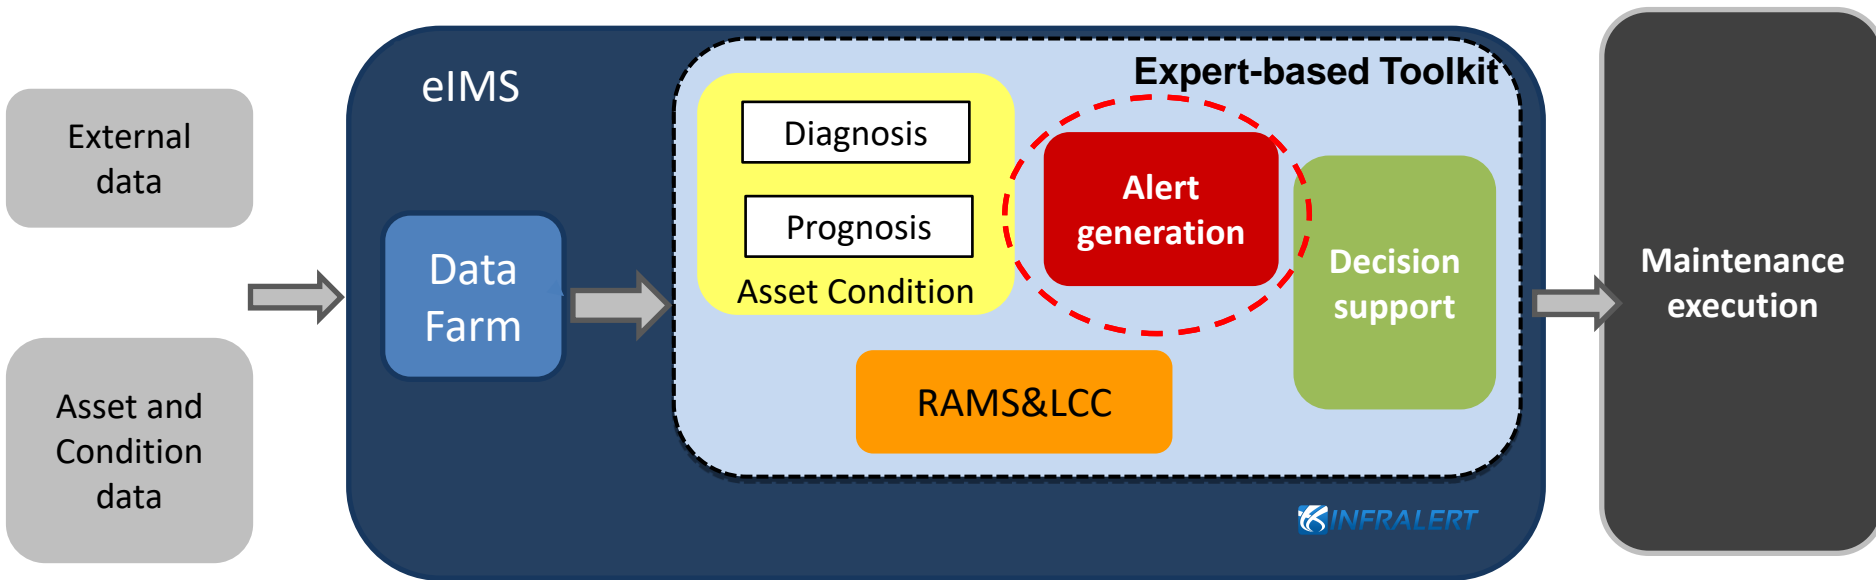 External
data
Asset and
Condition
data
eIMS
Data
Farm
Expert-based Toolkit
Diagnosis
Prognosis
Asset Condition
Alert
generation
Decision
support
RAMS&LCC
INFRALERT
Maintenance
execution